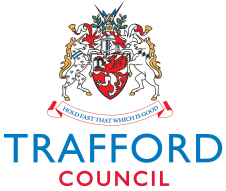 HOLD FAST THAT WHICH IS GOOD
TRAFFORD
COUNCIL